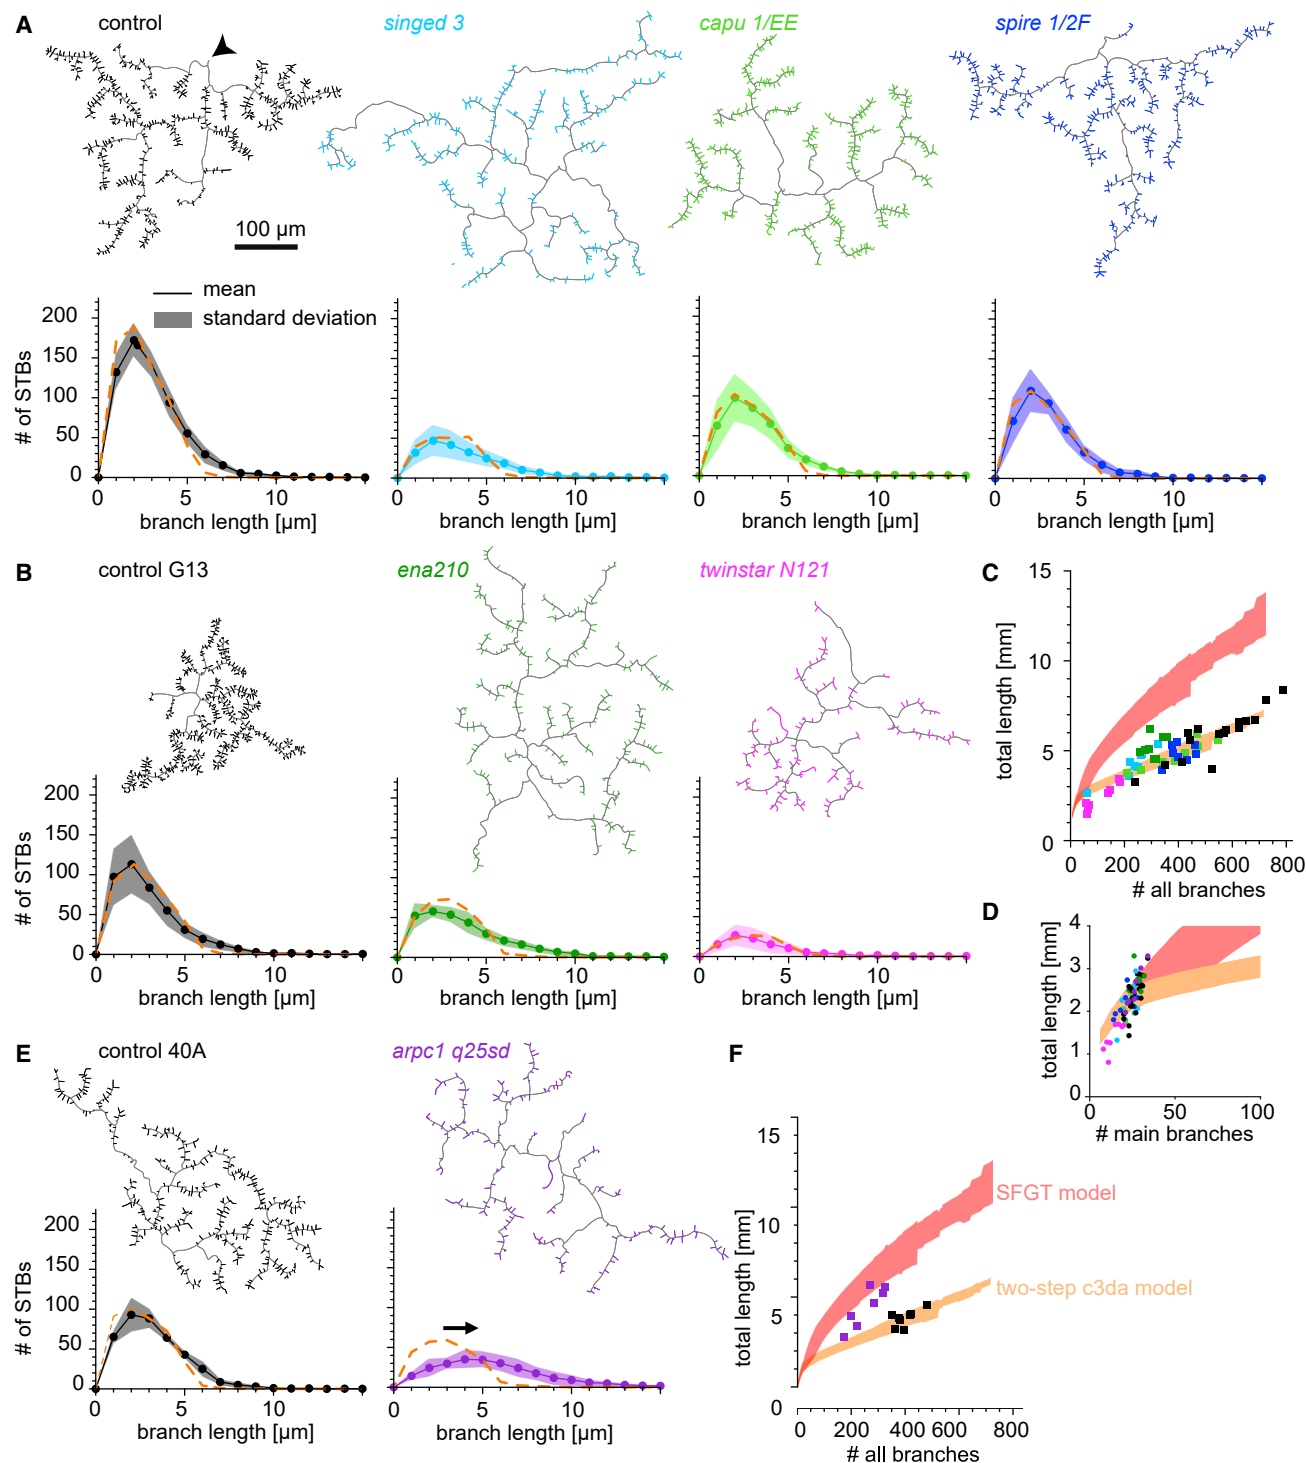 A control singed 3 capu 1/EE spire 1/2F
100 µm
mean
standard deviation
# of STBs
200
150
100
50
0
0 5 10
branch length [µm]
0 5 10
branch length [µm]
0 5 10
branch length [µm]
0 5 10
branch length [µm]
B control G13 ena210 twinstar N121
# of STBs
200
150
100
50
0
0 5 10 15
branch length [µm]
0 5 10 15
branch length [µm]
0 5 10 15
branch length [µm]
C
total length [mm]
15
10
5
0
0 200 400 600 800
# all branches
D
total length [mm]
4
3
2
1
0
0 50 100
# main branches
E control 40A arpc1 q25sd
# of STBs
200
150
100
50
0
0 5 10 15
branch length [µm]
0 5 10 15
branch length [µm]
F
total length [mm]
15
10
5
0
0 200 400 600 800
# all branches
SFGT model
two-step c3da model